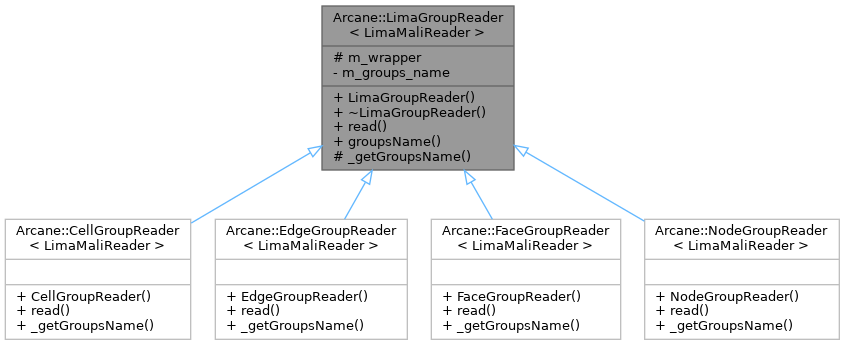 Arcane::LimaGroupReader
< LimaMaliReader >
# m_wrapper
- m_groups_name
+ LimaGroupReader()
+ ~LimaGroupReader()
+ read()
+ groupsName()
# _getGroupsName()
Arcane::CellGroupReader
< LimaMaliReader >
+ CellGroupReader()
+ read()
+ _getGroupsName()
Arcane::EdgeGroupReader
< LimaMaliReader >
+ EdgeGroupReader()
+ read()
+ _getGroupsName()
Arcane::FaceGroupReader
< LimaMaliReader >
+ FaceGroupReader()
+ read()
+ _getGroupsName()
Arcane::NodeGroupReader
< LimaMaliReader >
+ NodeGroupReader()
+ read()
+ _getGroupsName()